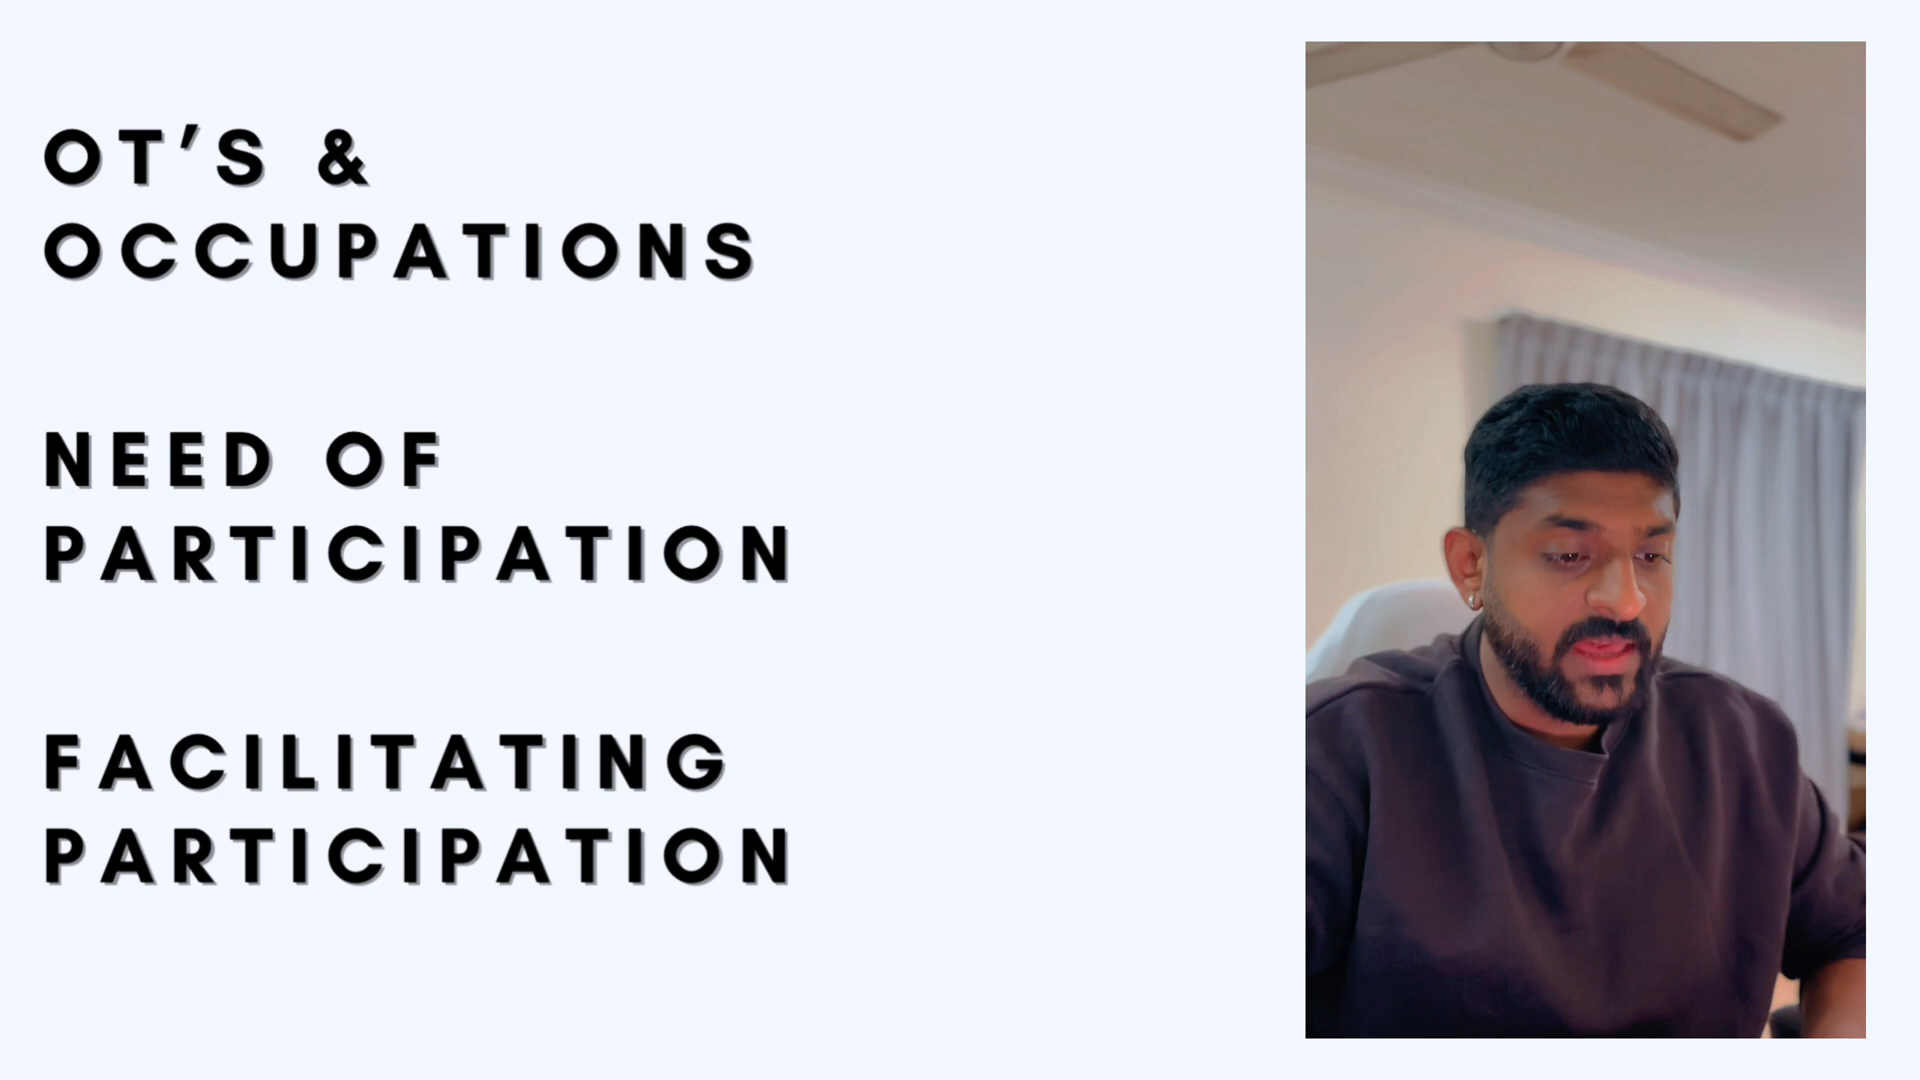 OT’S &
OCCUPATIONS
NEED OF
PARTICIPATION
FACILITATING
PARTICIPATION